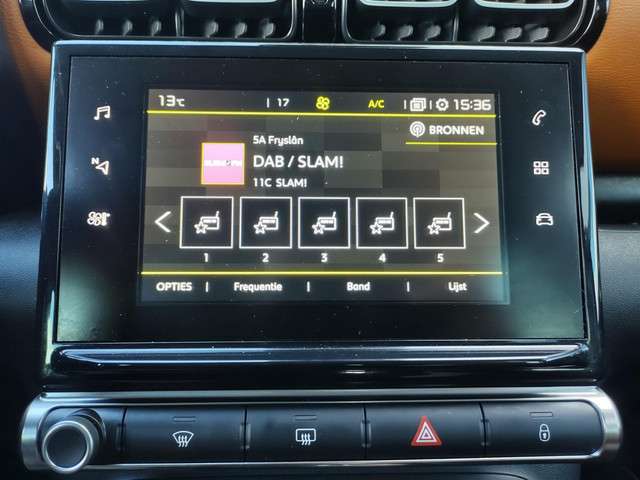 13°C | 17 A/C | | 15:36
BRONNEN
5A Fryslân
DAB / SLAM!
11C SLAM!
1 2 3 4 5
OPTIES | Frequentie | Band | Lijst
N